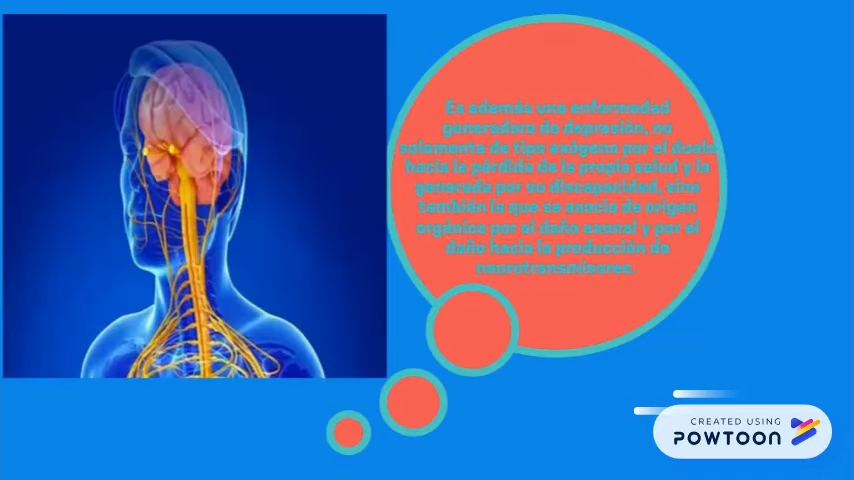 Es además una enfermedad
generadora de depresión, no
solamente de tipo exógeno por el duelo
hacia la pérdida de la propia salud y la
generada por su discapacidad, sino
también la que se asocia de origen
orgánico por el daño axonal y por el
daño hacia la producción de
neurotransmisores.
CREATED USING
POWTOON